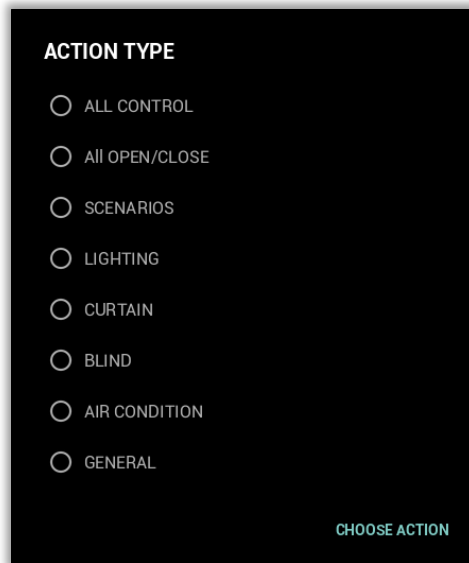 ACTION TYPE
ALL CONTROL
All OPEN/CLOSE
SCENARIOS
LIGHTING
CURTAIN
BLIND
AIR CONDITION
GENERAL
CHOOSE ACTION